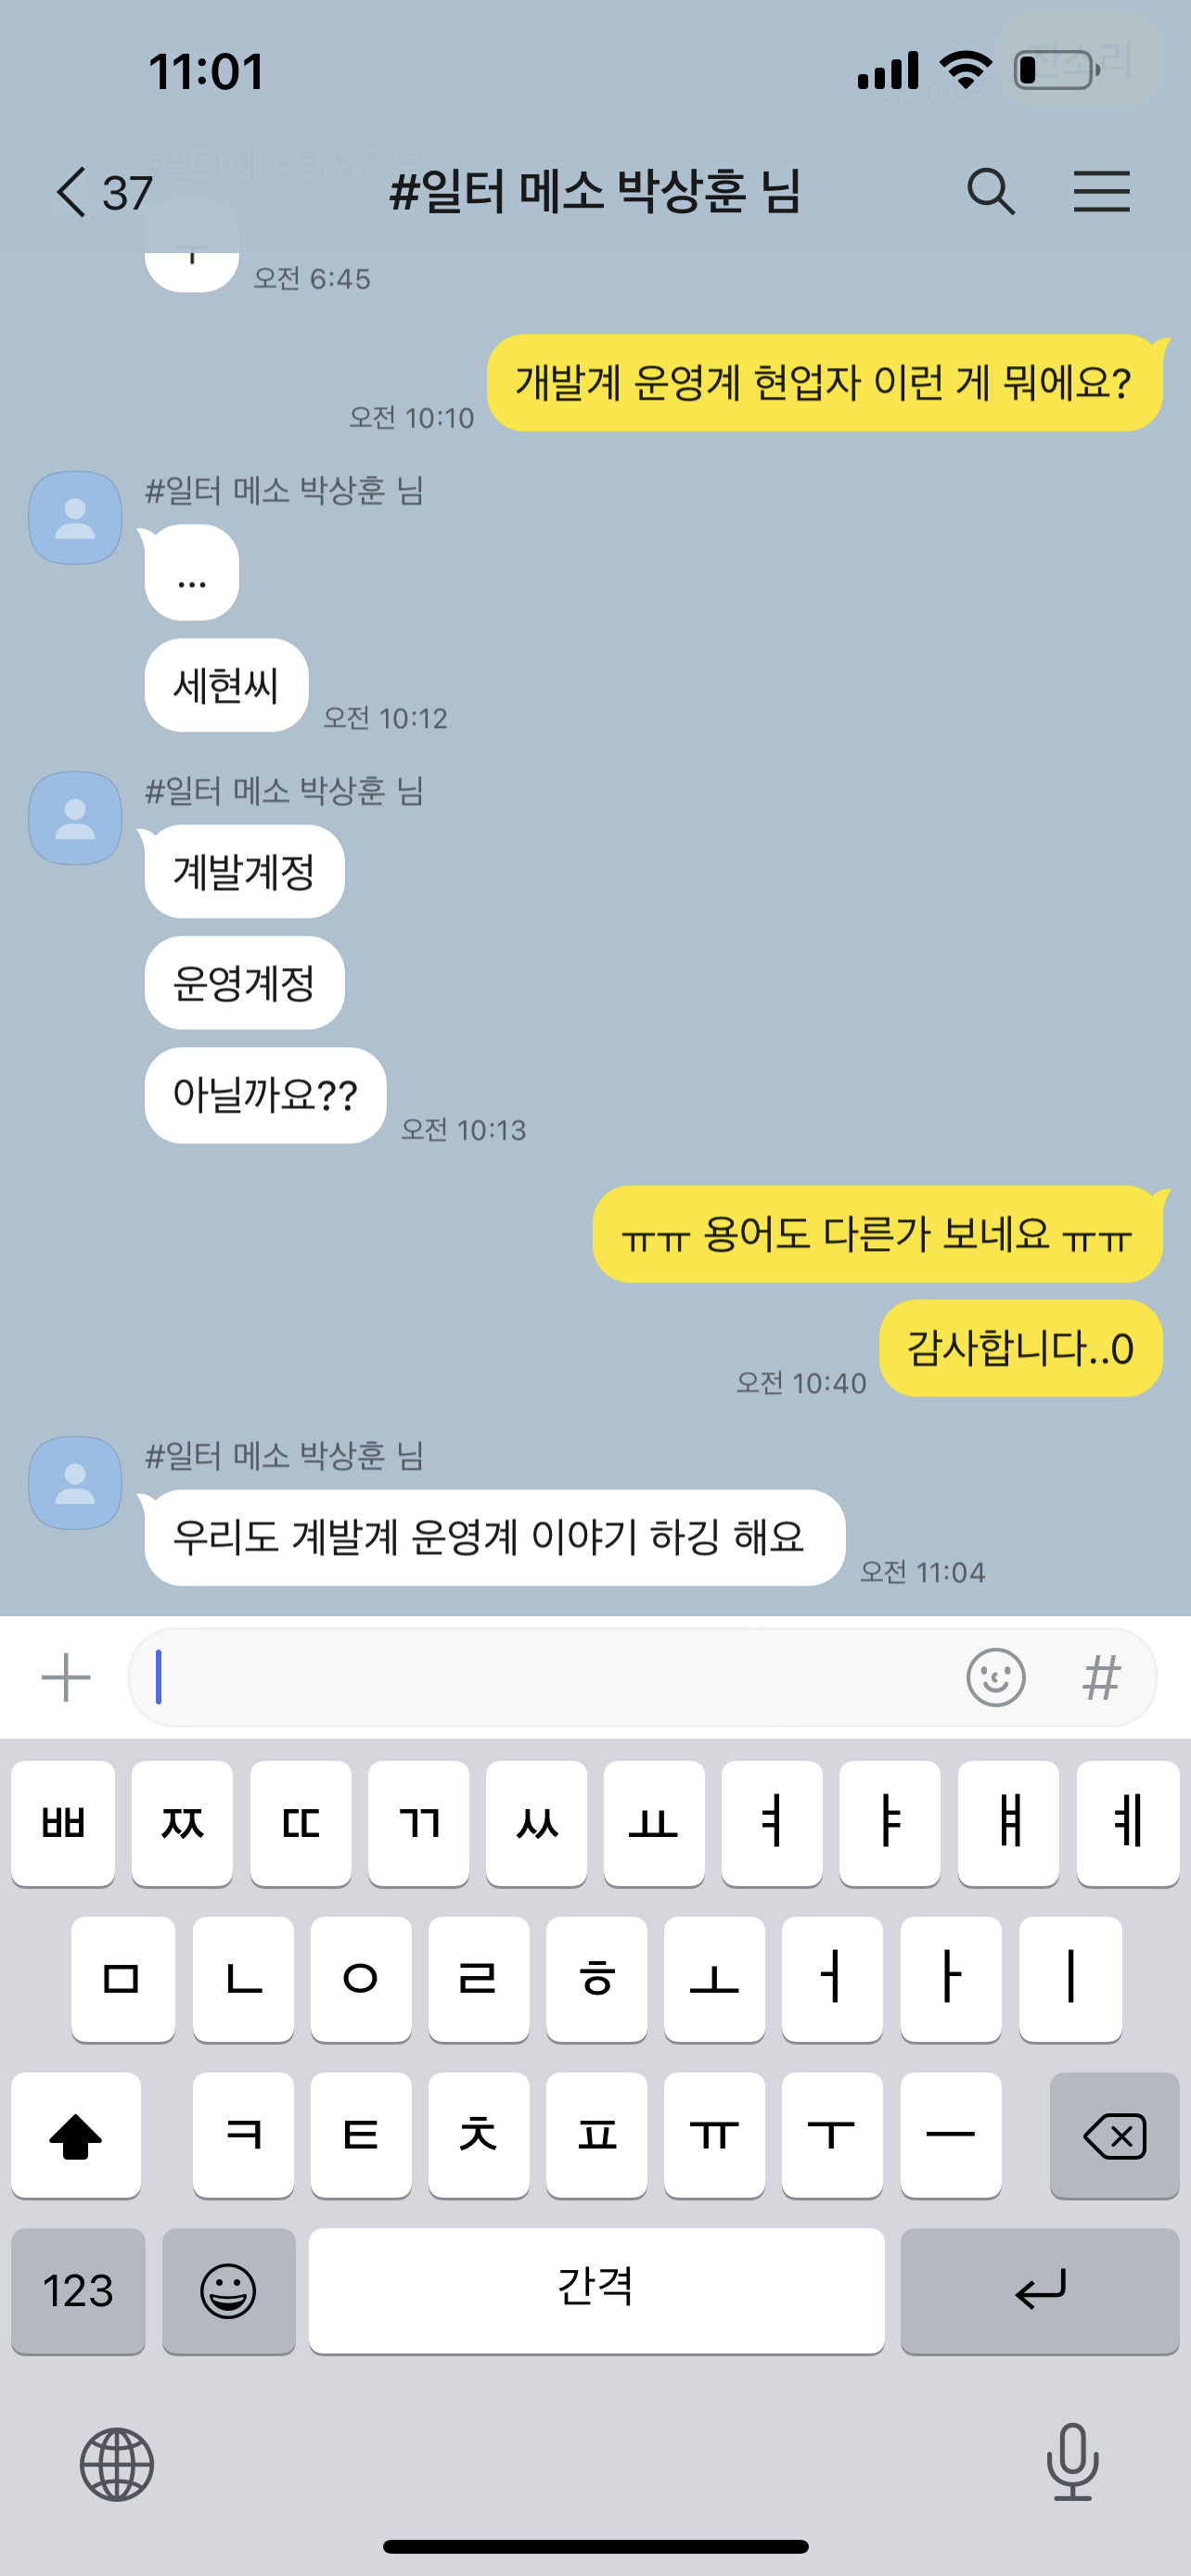 11:01
37
#일터 메소 박상훈 님
오전 6:45
개발계 운영계 현업자 이런 게 뭐에요?
오전 10:10
#일터 메소 박상훈 님
...
세현씨
오전 10:12
#일터 메소 박상훈 님
계발계정
운영계정
아닐까요??
오전 10:13
ㅠㅠ 용어도 다른가 보네요 ㅠㅠ
감사합니다..0
오전 10:40
#일터 메소 박상훈 님
우리도 계발계 운영계 이야기 하깅 해요
오전 11:04
#
ㅃ ㅉ ㄸ ㄲ ㅆ ㅛ ㅕ ㅑ ㅒ ㅖ
ㅁ ㄴ ㅇ ㄹ ㅎ ㅗ ㅓ ㅏ ㅣ
ㅋ ㅌ ㅊ ㅍ ㅠ ㅜ ㅡ
123 간격